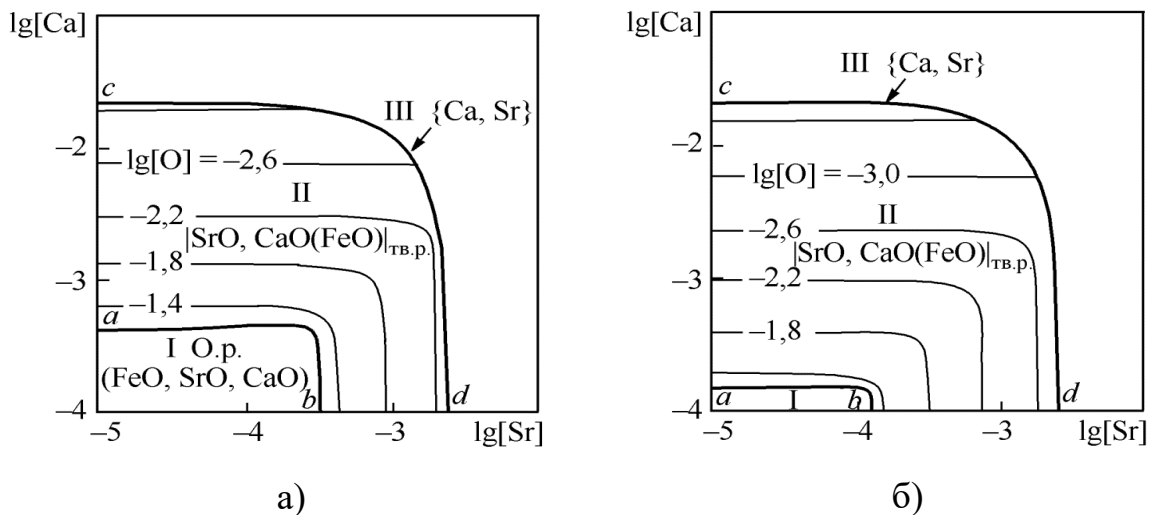 lg[Ca]
c
III {Ca, Sr}
−2
lg[O] = −2,6
II
−2,2
|SrO, CaO(FeO)|тв.р.
−1,8
−3
−1,4
a
I О.р.
(FeO, SrO, CaO)
b
d
−4
−5
−4
−3
lg[Sr]
а)
lg[Ca]
c
III {Ca, Sr}
−2
lg[O] = −3,0
II
−2,6
|SrO, CaO(FeO)|тв.р.
−3
−2,2
−1,8
a
I
b
d
−4
−5
−4
−3
lg[Sr]
б)